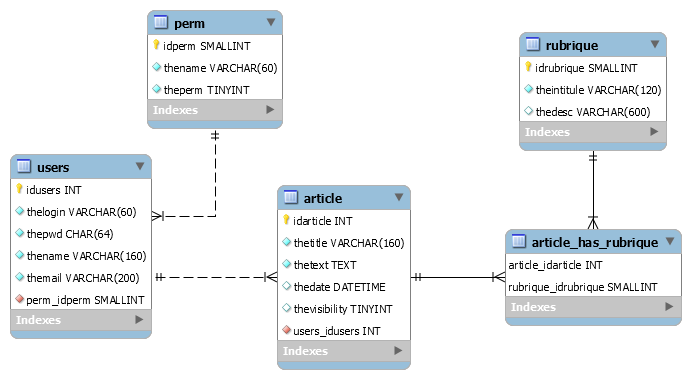 perm
idperm SMALLINT
thename VARCHAR(60)
theperm TINYINT
Indexes
rubrique
idrubrique SMALLINT
theintitule VARCHAR(120)
thedesc VARCHAR(600)
Indexes
users
idusers INT
thelogin VARCHAR(60)
thepwd CHAR(64)
thename VARCHAR(160)
themail VARCHAR(200)
perm_idperm SMALLINT
Indexes
article
idarticle INT
thetitle VARCHAR(160)
thetext TEXT
thedate DATETIME
thevisibility TINYINT
users_idusers INT
Indexes
article_has_rubrique
article_idarticle INT
rubrique_idrubrique SMALLINT
Indexes